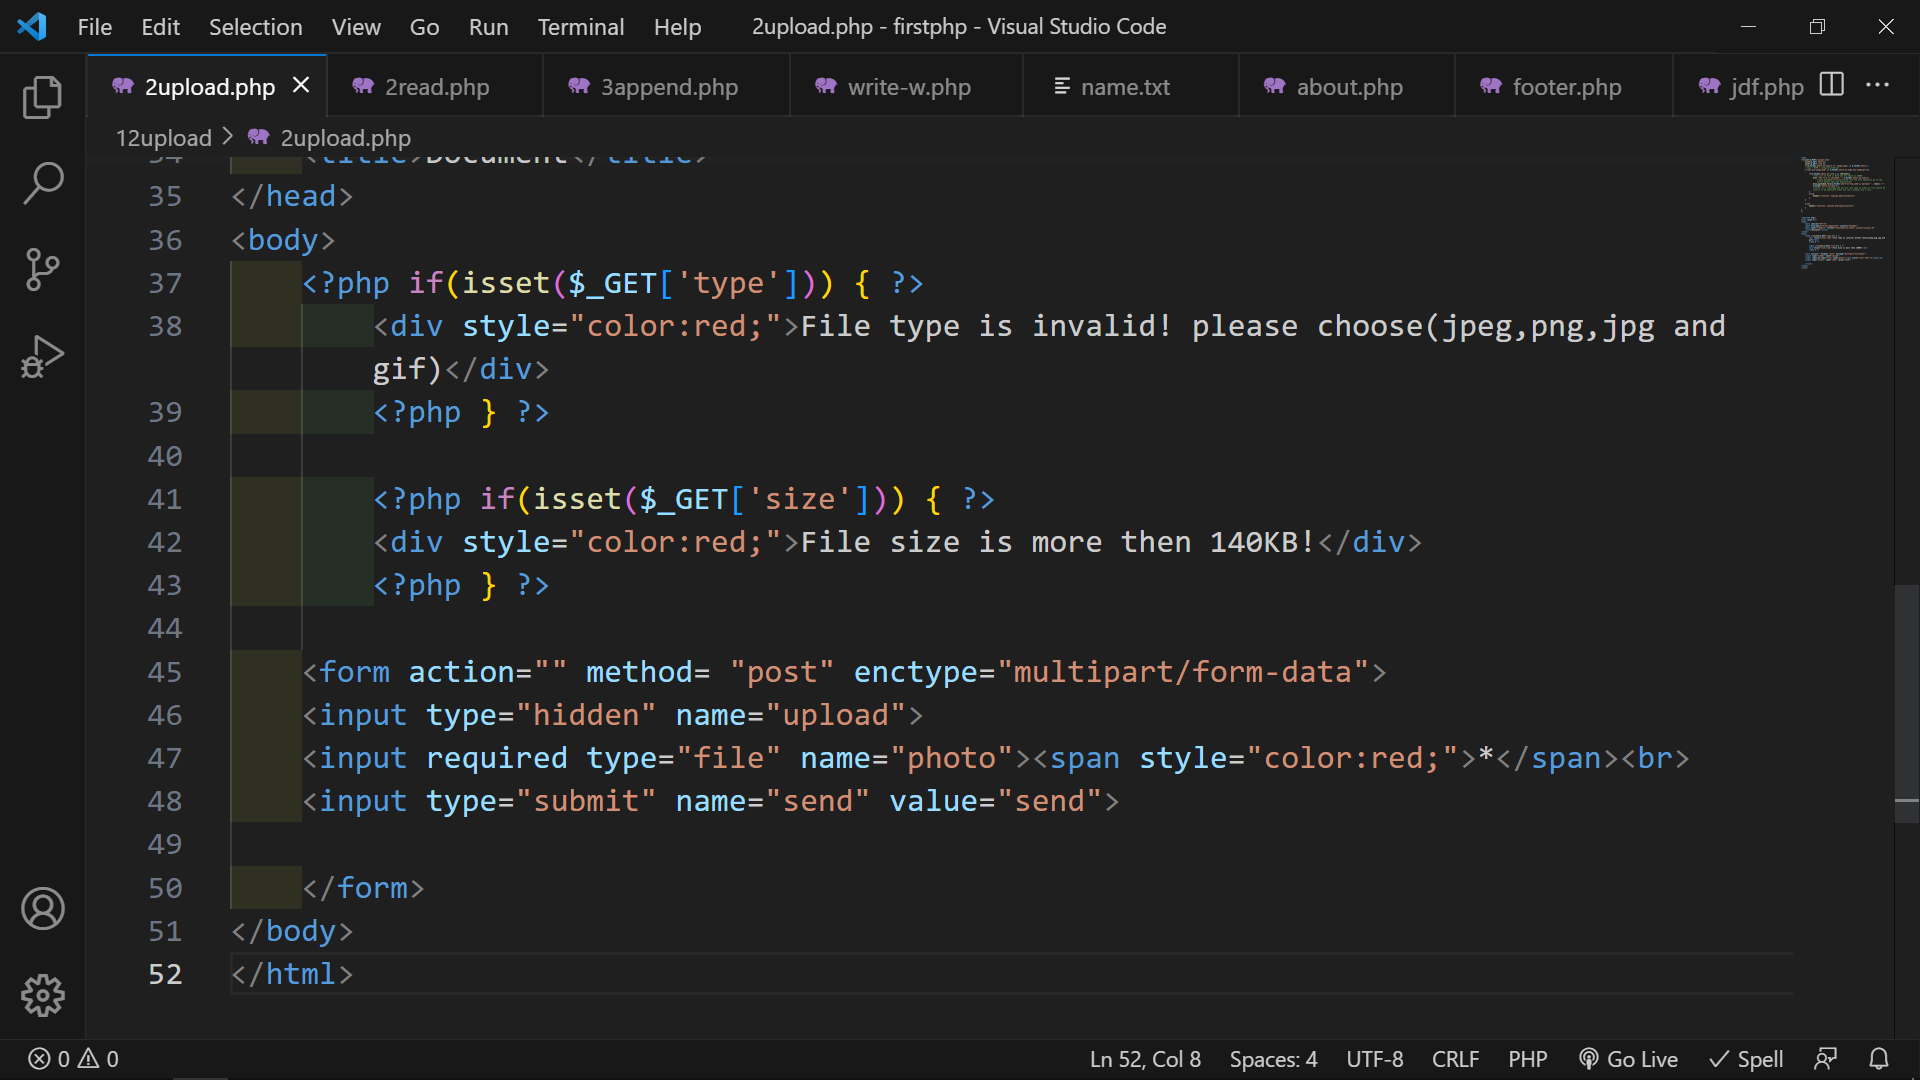 File Edit Selection View Go Run Terminal Help 2upload.php - firstphp - Visual Studio Code
2upload.php 2read.php 3append.php write-w.php name.txt about.php footer.php jdf.php
12upload > 2upload.php
34 <title>Document</title>
35 </head>
36 <body>
37 <?php if(isset($_GET['type'])) { ?>
38 <div style="color:red;">File type is invalid! please choose(jpeg,png,jpg and
gif)</div>
39 <?php } ?>
40
41 <?php if(isset($_GET['size'])) { ?>
42 <div style="color:red;">File size is more then 140KB!</div>
43 <?php } ?>
44
45 <form action="" method= "post" enctype="multipart/form-data">
46 <input type="hidden" name="upload">
47 <input required type="file" name="photo"><span style="color:red;">*</span><br>
48 <input type="submit" name="send" value="send">
49
50 </form>
51 </body>
52 </html>
0 0 Ln 52, Col 8 Spaces: 4 UTF-8 CRLF PHP Go Live Spell